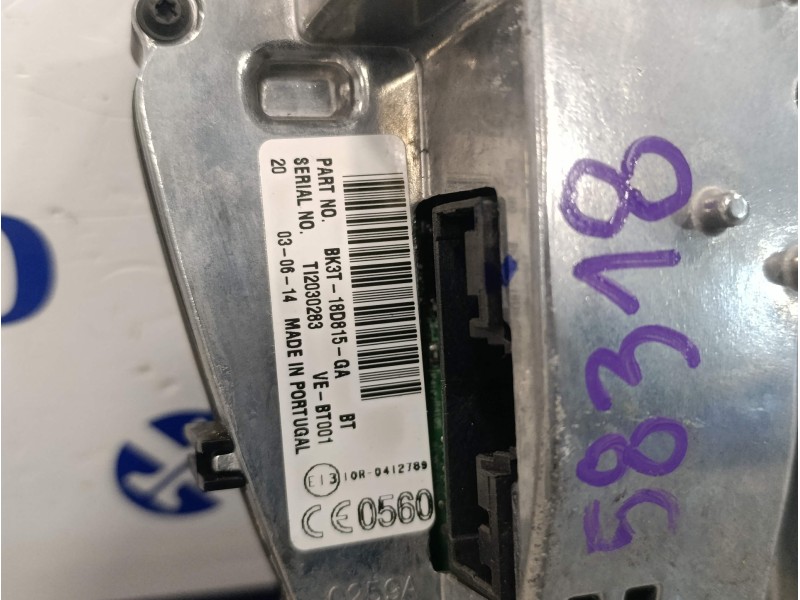 PART NO. BK3T-18D815-GA BT
SERIAL NO. TI2030283 VE-BT001
20 03-06-14 MADE IN PORTUGAL
E13 10R-0412789
CE0560
58318